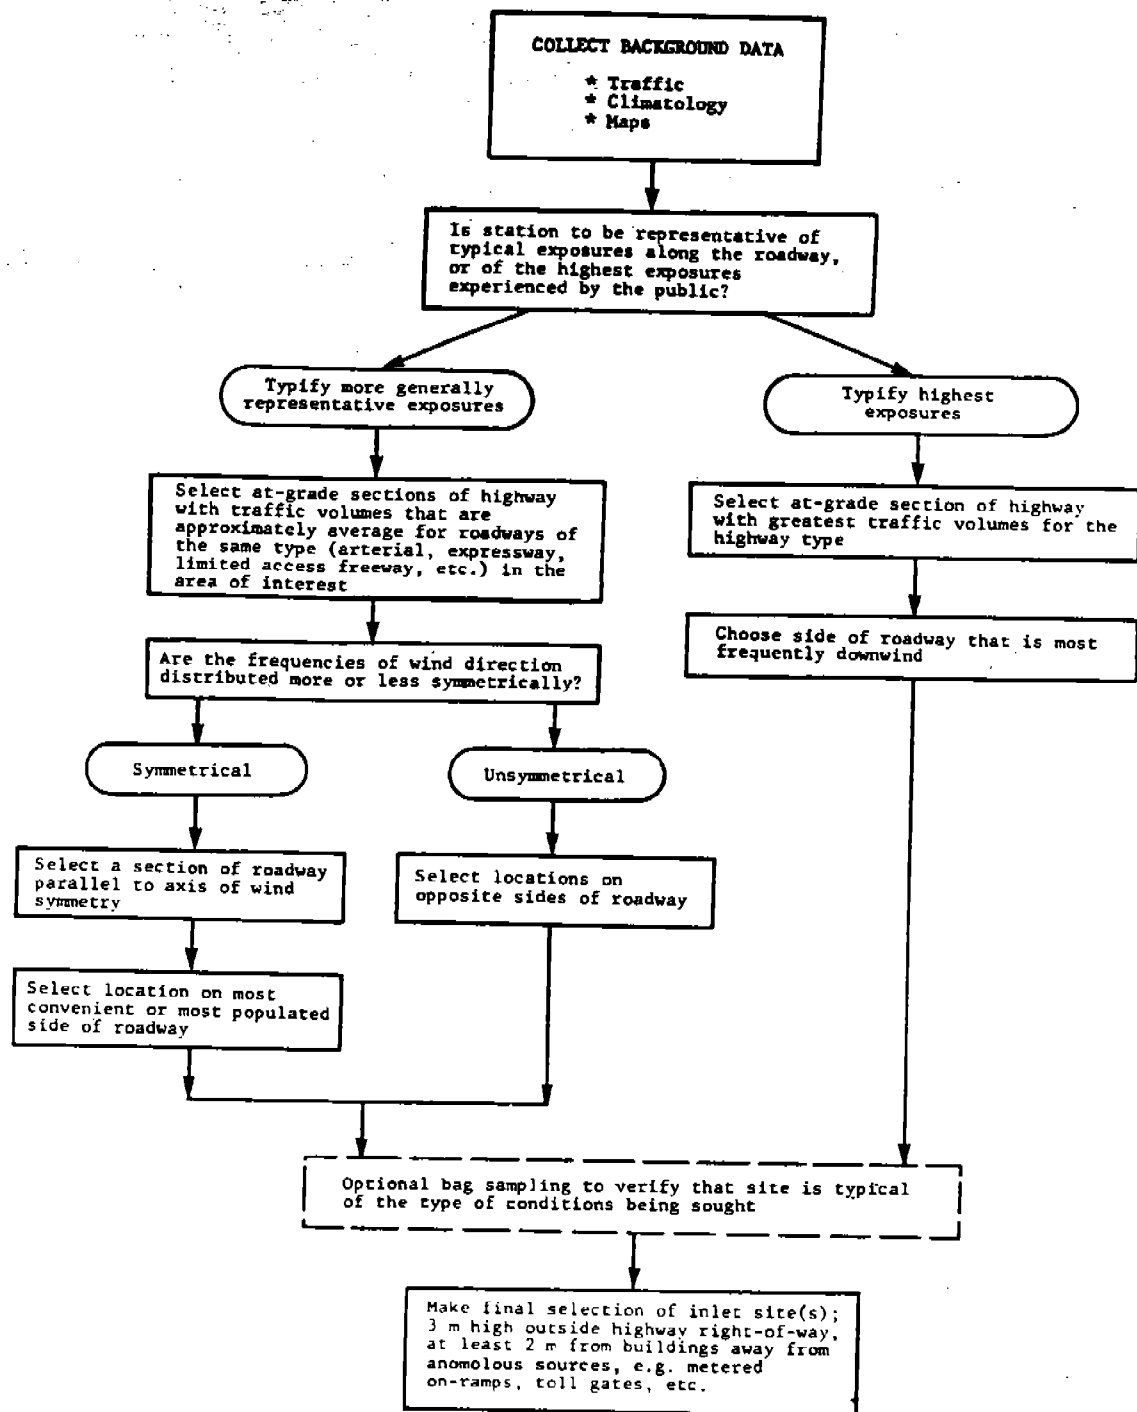 COLLECT BACKGROUND DATA
* Traffic
* Climatology
* Maps
Is station to be representative of
typical exposures along the roadway,
or of the highest exposures
experienced by the public?
Typify more generally
representative exposures
Typify highest
exposures
Select at-grade sections of highway
with traffic volumes that are
approximately average for roadways of
the same type (arterial, expressway,
limited access freeway, etc.) in the
area of interest
Select at-grade section of highway
with greatest traffic volumes for the
highway type
Choose side of roadway that is most
frequently downwind
Are the frequencies of wind direction
distributed more or less symmetrically?
Symmetrical
Unsymmetrical
Select a section of roadway
parallel to axis of wind
symmetry
Select locations on
opposite sides of roadway
Select location on most
convenient or most populated
side of roadway
Optional bag sampling to verify that site is typical
of the type of conditions being sought
Make final selection of inlet site(s);
3 m high outside highway right-of-way,
at least 2 m from buildings away from
anomolous sources, e.g. metered
on-ramps, toll gates, etc.